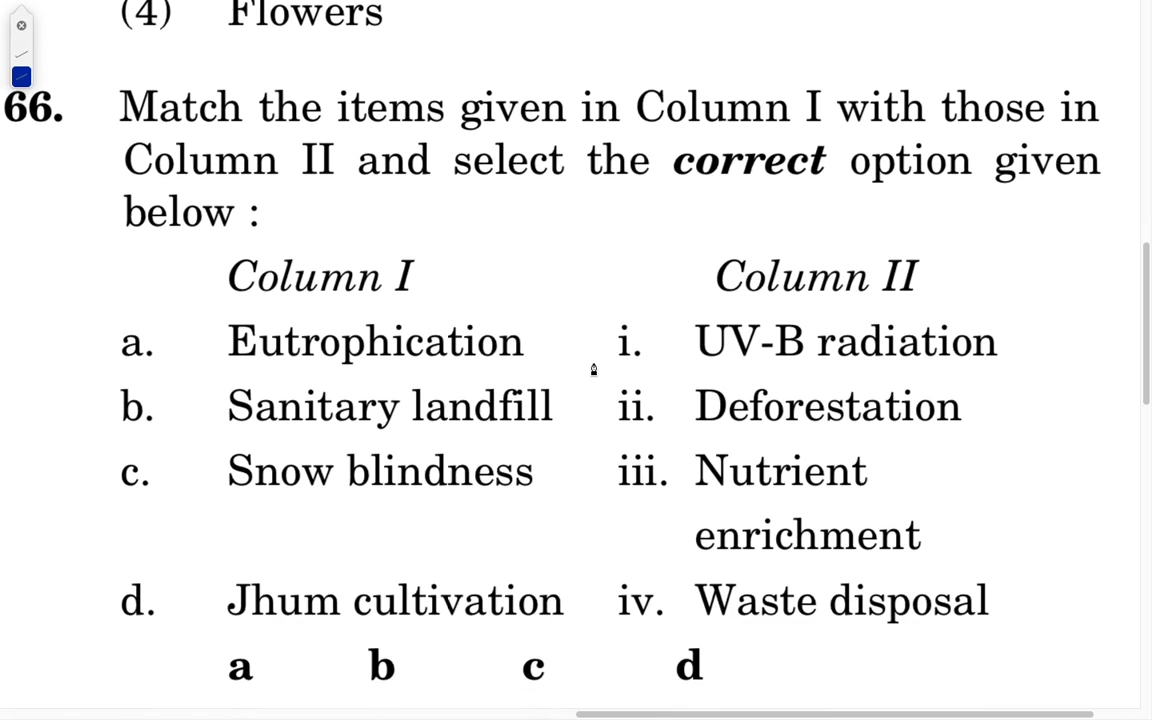 (4) Flowers
66. Match the items given in Column I with those in
Column II and select the correct option given
below :
Column I Column II
a. Eutrophication i. UV-B radiation
b. Sanitary landfill ii. Deforestation
c. Snow blindness iii. Nutrient
enrichment
d. Jhum cultivation iv. Waste disposal
a b c d